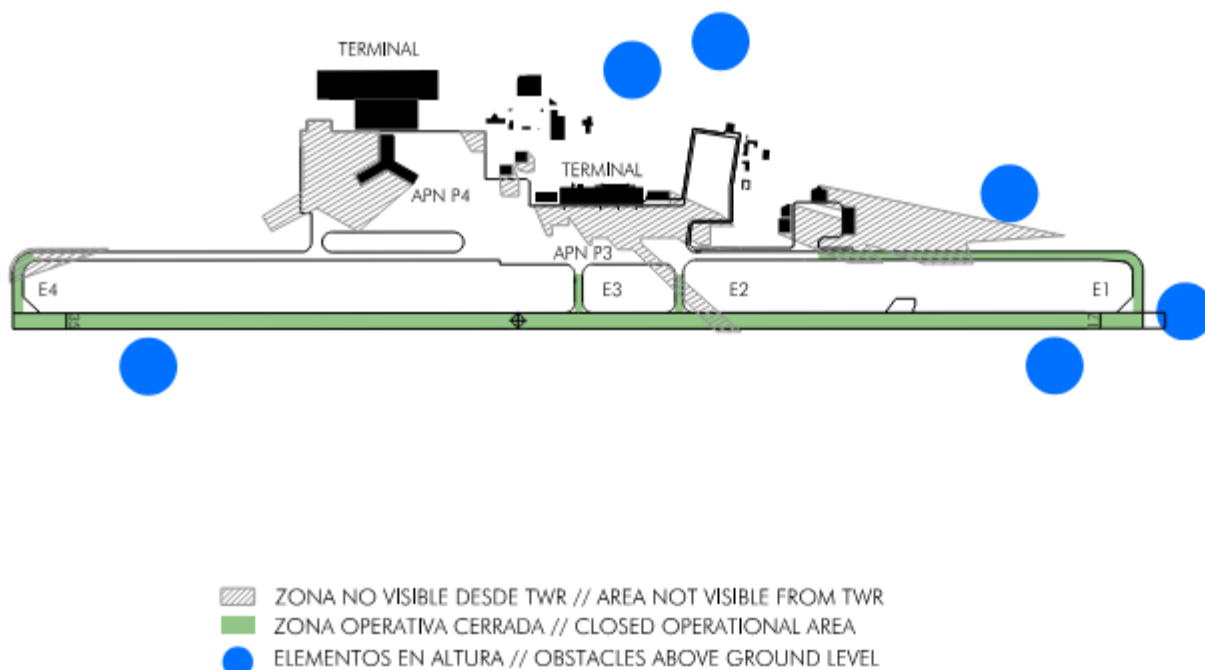 TERMINAL
TERMINAL
APN P4
APN P3
E4
E3
E2
E1
ZONA NO VISIBLE DESDE TWR // AREA NOT VISIBLE FROM TWR
ZONA OPERATIVA CERRADA // CLOSED OPERATIONAL AREA
ELEMENTOS EN ALTURA // OBSTACLES ABOVE GROUND LEVEL